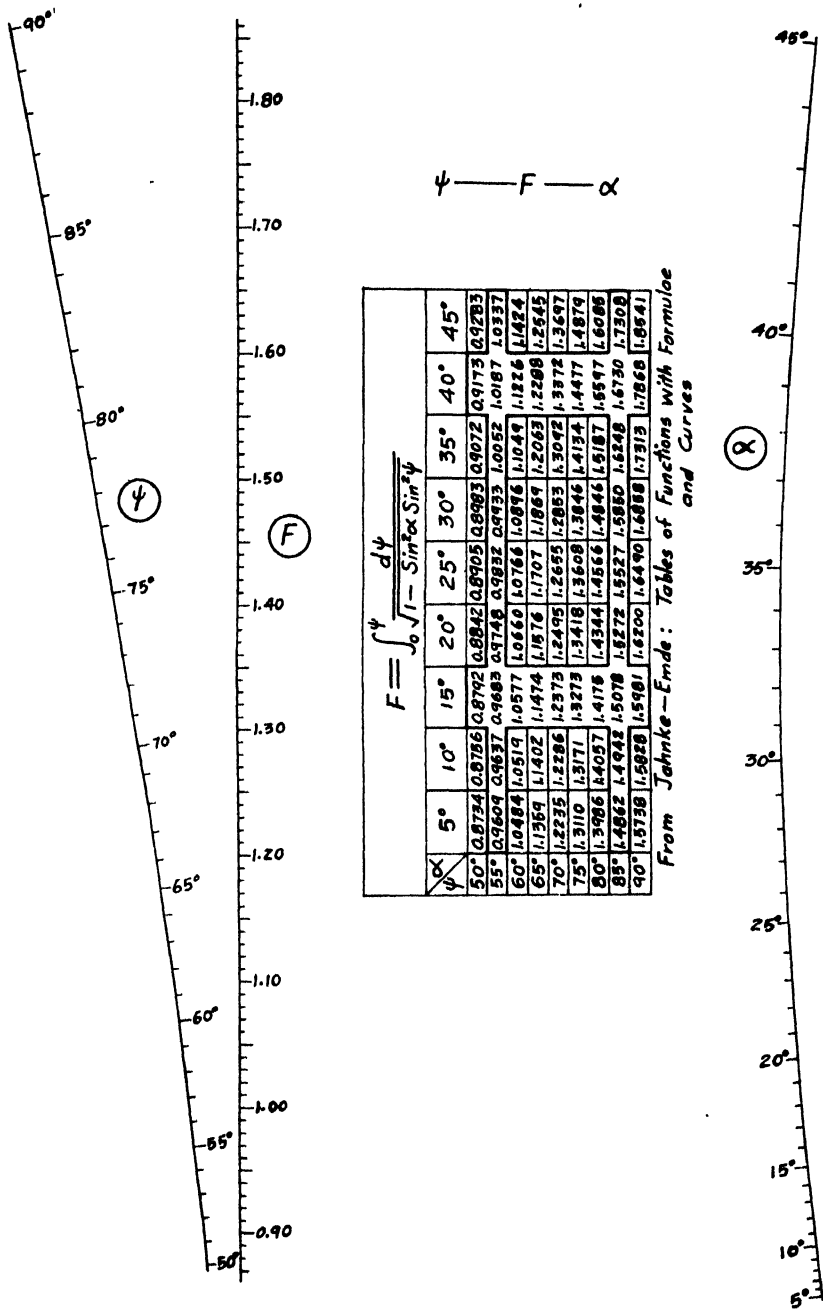 90°
85°
80°
75°
70°
65°
60°
55°
50°
ψ
1.80
1.70
1.60
1.50
1.40
1.30
1.20
1.10
1.00
0.90
F
ψ — F — α
F = ∫₀^ψ dψ / √1 - Sin²α Sin²ψ
ψ α 5° 10° 15° 20° 25° 30° 35° 40° 45°
50° 0.8734 0.8756 0.8792 0.8842 0.8905 0.8983 0.9072 0.9173 0.9283
55° 0.9609 0.9637 0.9683 0.9748 0.9832 0.9933 1.0052 1.0187 1.0337
60° 1.0484 1.0519 1.0577 1.0660 1.0766 1.0896 1.1049 1.1226 1.1424
65° 1.1359 1.1402 1.1474 1.1576 1.1707 1.1869 1.2063 1.2288 1.2545
70° 1.2235 1.2286 1.2373 1.2495 1.2655 1.2853 1.3092 1.3372 1.3697
75° 1.3110 1.3171 1.3273 1.3418 1.3608 1.3846 1.4134 1.4477 1.4879
80° 1.3986 1.4057 1.4175 1.4344 1.4566 1.4846 1.5187 1.5597 1.6085
85° 1.4862 1.4942 1.5078 1.5272 1.5527 1.5850 1.6248 1.6730 1.7308
90° 1.5738 1.5828 1.5981 1.6200 1.6490 1.6858 1.7313 1.7868 1.8541
From Jahnke-Emde: Tables of Functions with Formulae
and Curves
45°
40°
α
35°
30°
25°
20°
15°
10°
5°